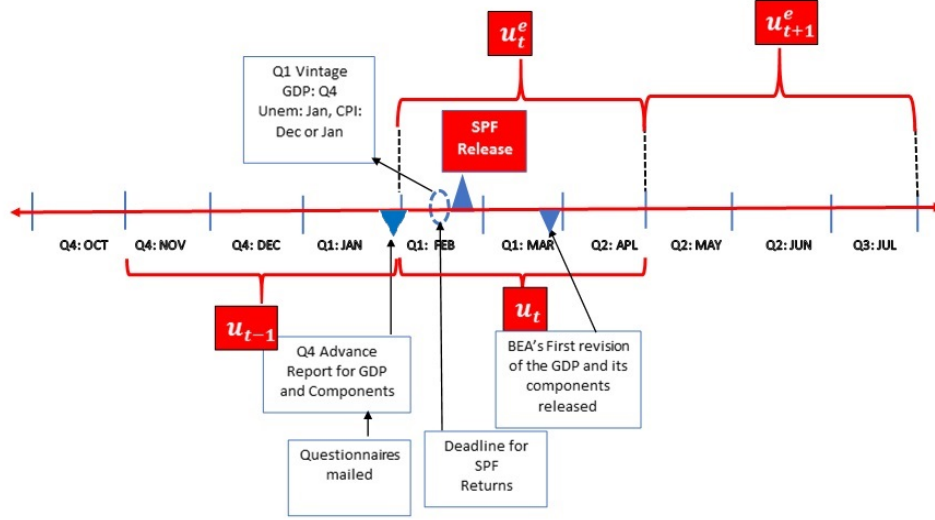 u_t^e
u_{t+1}^e
Q1 Vintage
GDP: Q4
Unem: Jan, CPI:
Dec or Jan
SPF
Release
Q4: OCT
Q4: NOV
Q4: DEC
Q1: JAN
Q1: FEB
Q1: MAR
Q2: APL
Q2: MAY
Q2: JUN
Q3: JUL
u_{t-1}
u_t
Q4 Advance
Report for GDP
and Components
BEA's First revision
of the GDP and its
components
released
Questionnaires
mailed
Deadline for
SPF
Returns